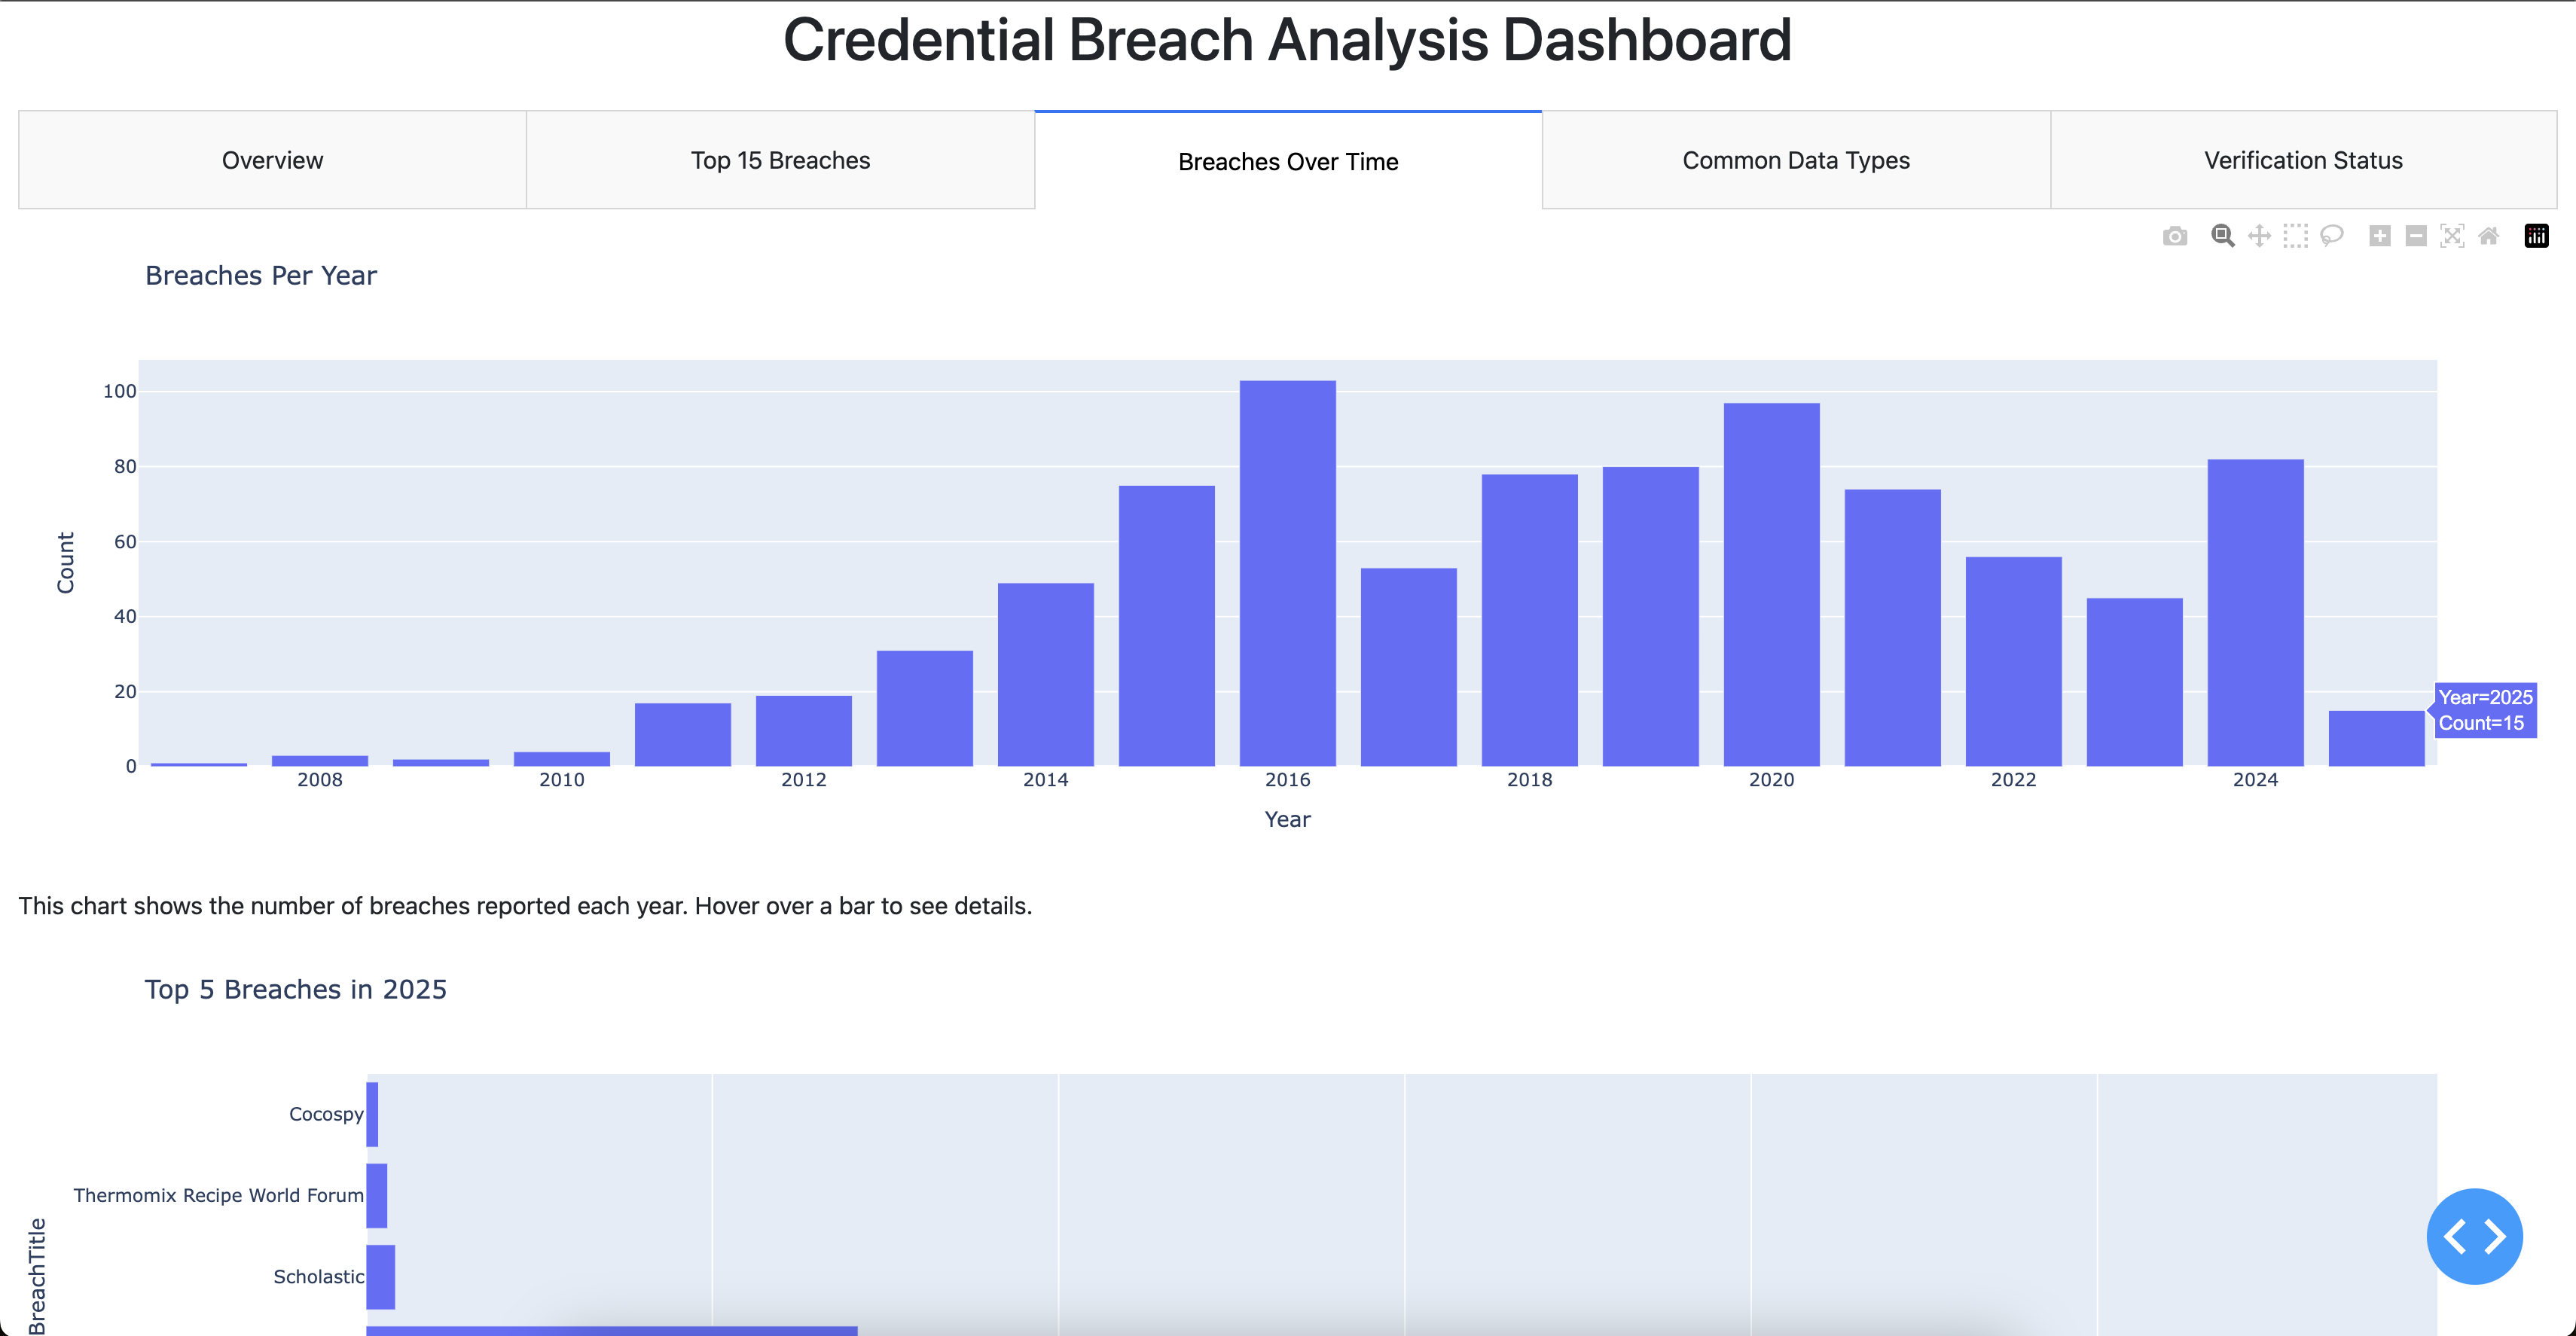 Credential Breach Analysis Dashboard
Overview
Top 15 Breaches
Breaches Over Time
Common Data Types
Verification Status
Breaches Per Year
100
80
60
40
20
0
Count
2008
2010
2012
2014
2016
2018
2020
2022
2024
Year
Year=2025
Count=15
This chart shows the number of breaches reported each year. Hover over a bar to see details.
Top 5 Breaches in 2025
Cocospy
Thermomix Recipe World Forum
Scholastic
BreachTitle